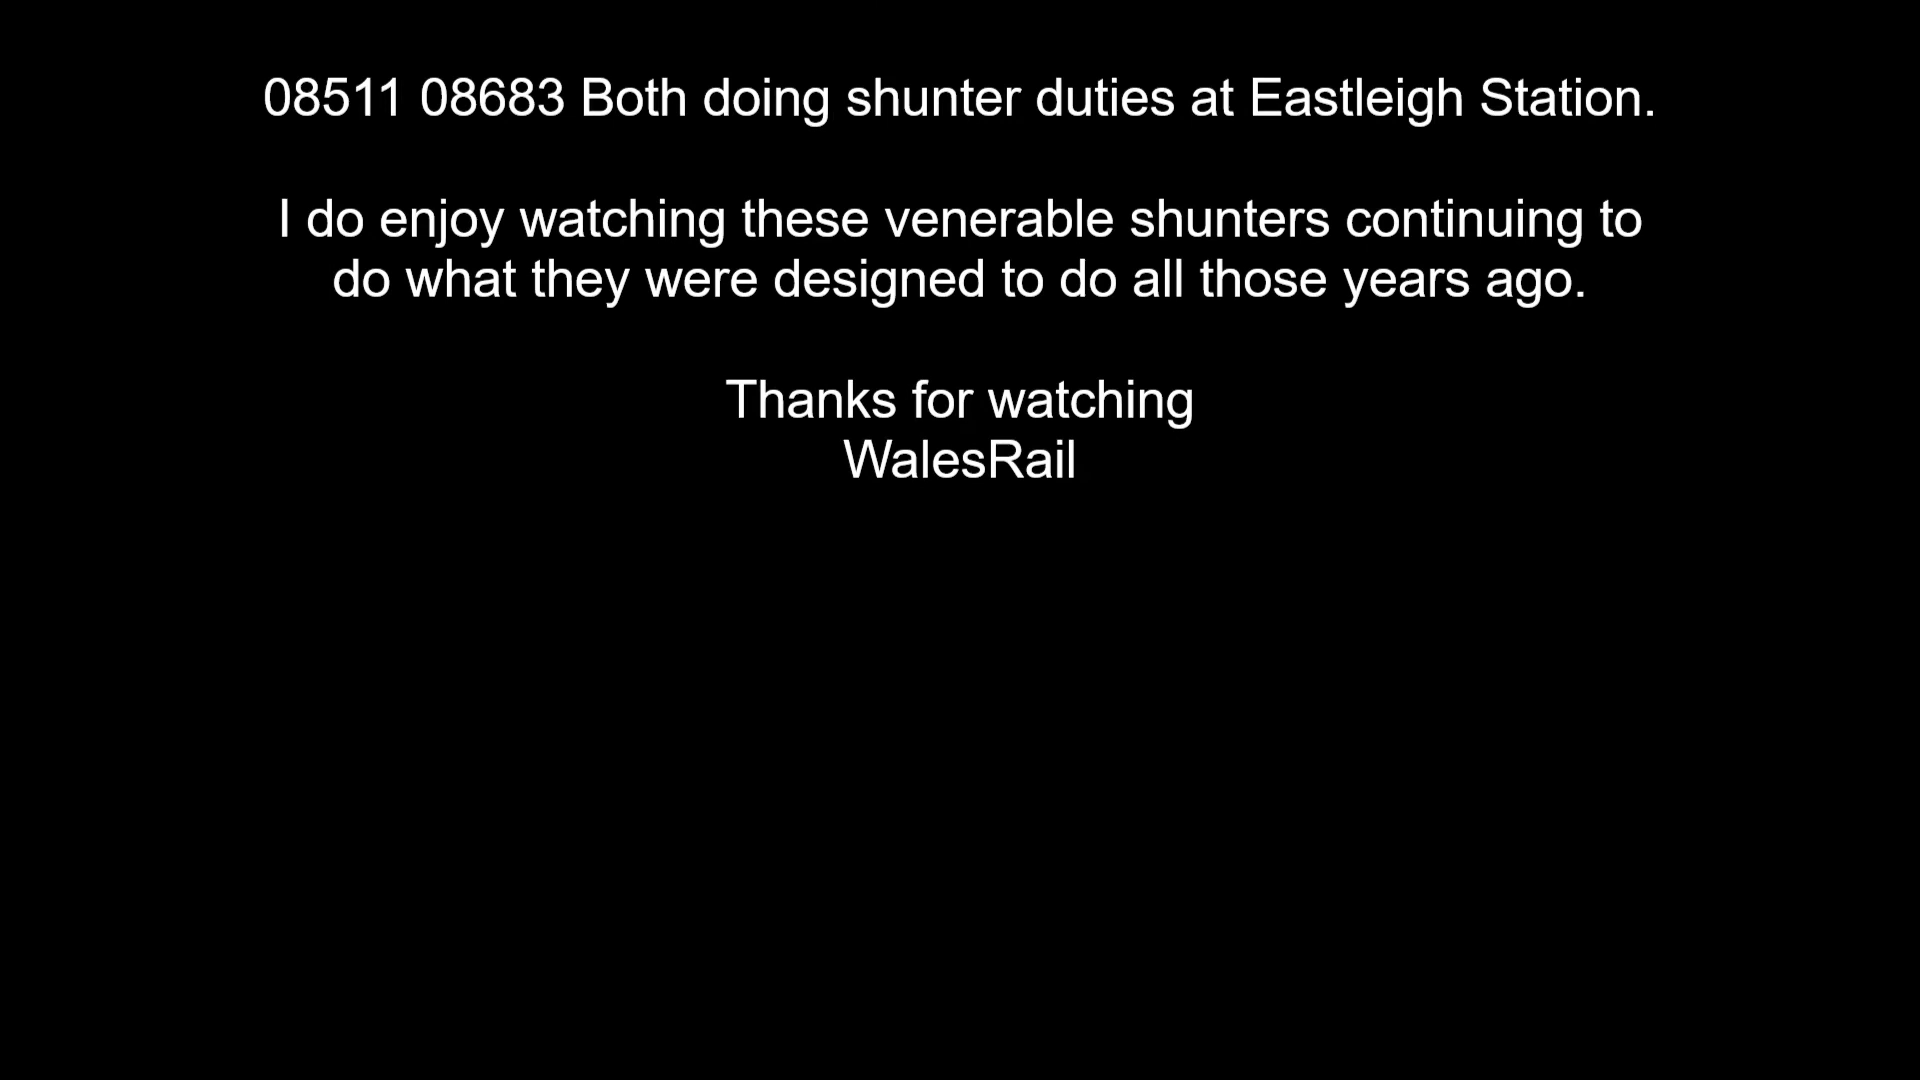 08511 08683 Both doing shunter duties at Eastleigh Station.
I do enjoy watching these venerable shunters continuing to
do what they were designed to do all those years ago.
Thanks for watching
WalesRail